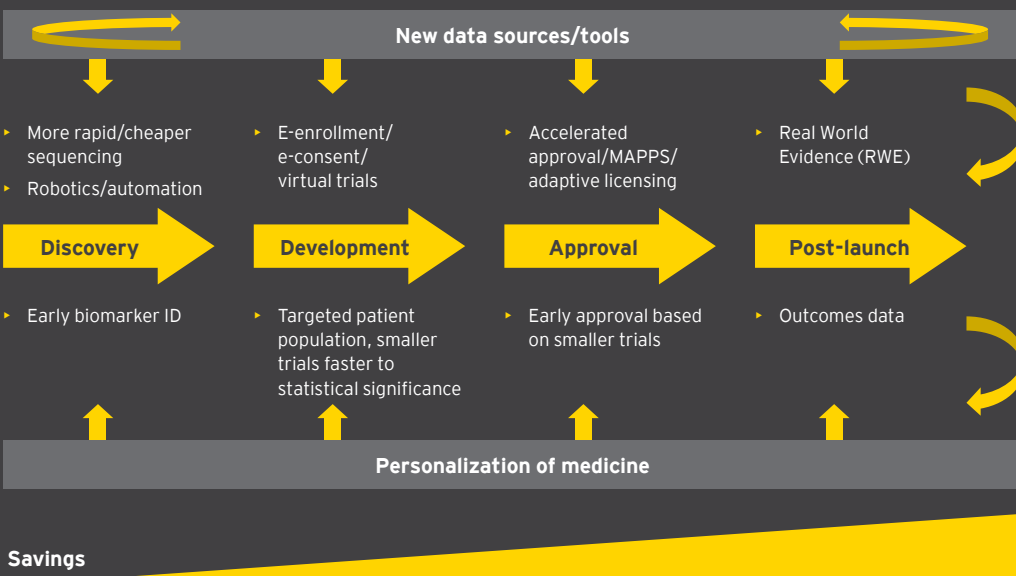 New data sources/tools
More rapid/cheaper
sequencing
Robotics/automation
E-enrollment/
e-consent/
virtual trials
Accelerated
approval/MAPPS/
adaptive licensing
Real World
Evidence (RWE)
Discovery
Development
Approval
Post-launch
Early biomarker ID
Targeted patient
population, smaller
trials faster to
statistical significance
Early approval based
on smaller trials
Outcomes data
Personalization of medicine
Savings